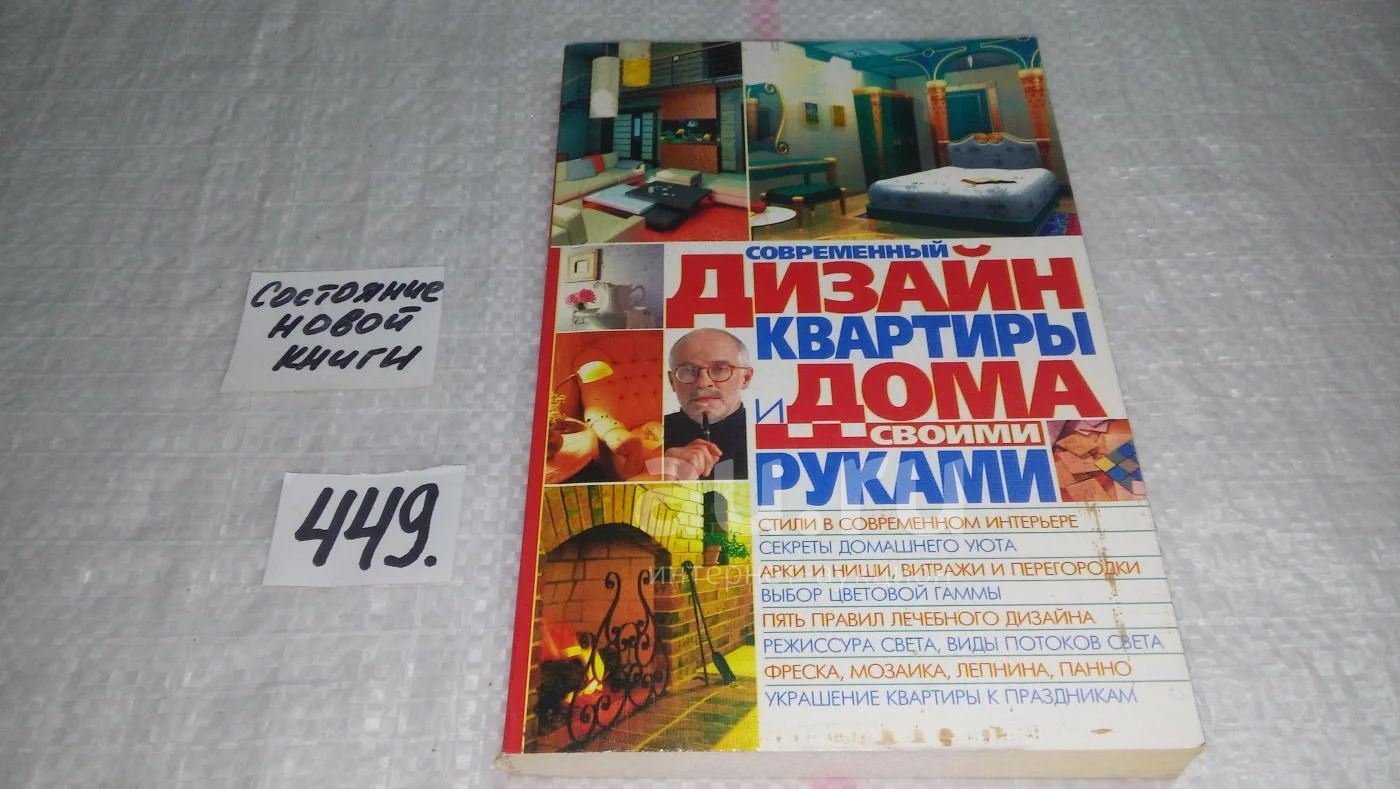 Состояние
новой
книги
449.
СОВРЕМЕННЫЙ
ДИЗАЙН
КВАРТИРЫ
И ДОМА
СВОИМИ
РУКАМИ
СТИЛИ В СОВРЕМЕННОМ ИНТЕРЬЕРЕ
СЕКРЕТЫ ДОМАШНЕГО УЮТА
АРКИ И НИШИ, ВИТРАЖИ И ПЕРЕГОРОДКИ
ВЫБОР ЦВЕТОВОЙ ГАММЫ
ПЯТЬ ПРАВИЛ ЛЕЧЕБНОГО ДИЗАЙНА
РЕЖИССУРА СВЕТА, ВИДЫ ПОТОКОВ СВЕТА
ФРЕСКА, МОЗАИКА, ЛЕПНИНА, ПАННО
УКРАШЕНИЕ КВАРТИРЫ К ПРАЗДНИКАМ